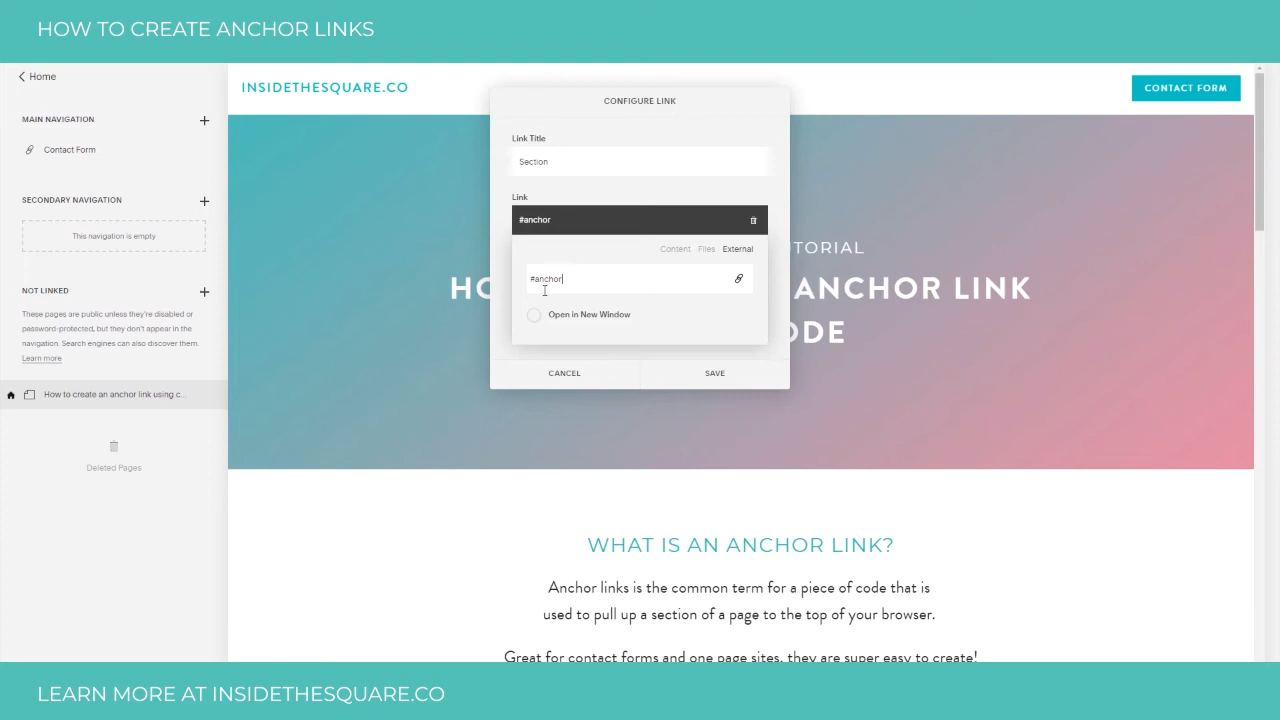 HOW TO CREATE ANCHOR LINKS
Home
MAIN NAVIGATION
Contact Form
SECONDARY NAVIGATION
This navigation is empty
NOT LINKED
These pages are public unless they're disabled or
password-protected, but they don't appear in the
navigation. Search engines can also discover them.
Learn more
How to create an anchor link using c...
Deleted Pages
INSIDETHESQUARE.CO
CONTACT FORM
CONFIGURE LINK
Link Title
Section
Link
#anchor
Content Files External
#anchor
Open in New Window
CANCEL SAVE
UTORIAL
HO ANCHOR LINK
ODE
WHAT IS AN ANCHOR LINK?
Anchor links is the common term for a piece of code that is
used to pull up a section of a page to the top of your browser.
Great for contact forms and one page sites, they are super easy to create!
LEARN MORE AT INSIDETHESQUARE.CO